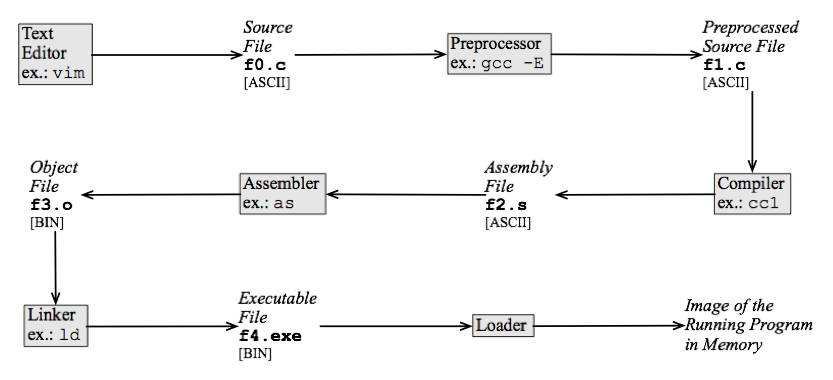 Text
Editor
ex.: vim
Source
File
f0.c
[ASCII]
Preprocessor
ex.: gcc -E
Preprocessed
Source File
f1.c
[ASCII]
Compiler
ex.: cc1
Assembly
File
f2.s
[ASCII]
Assembler
ex.: as
Object
File
f3.o
[BIN]
Linker
ex.: ld
Executable
File
f4.exe
[BIN]
Loader
Image of the
Running Program
in Memory